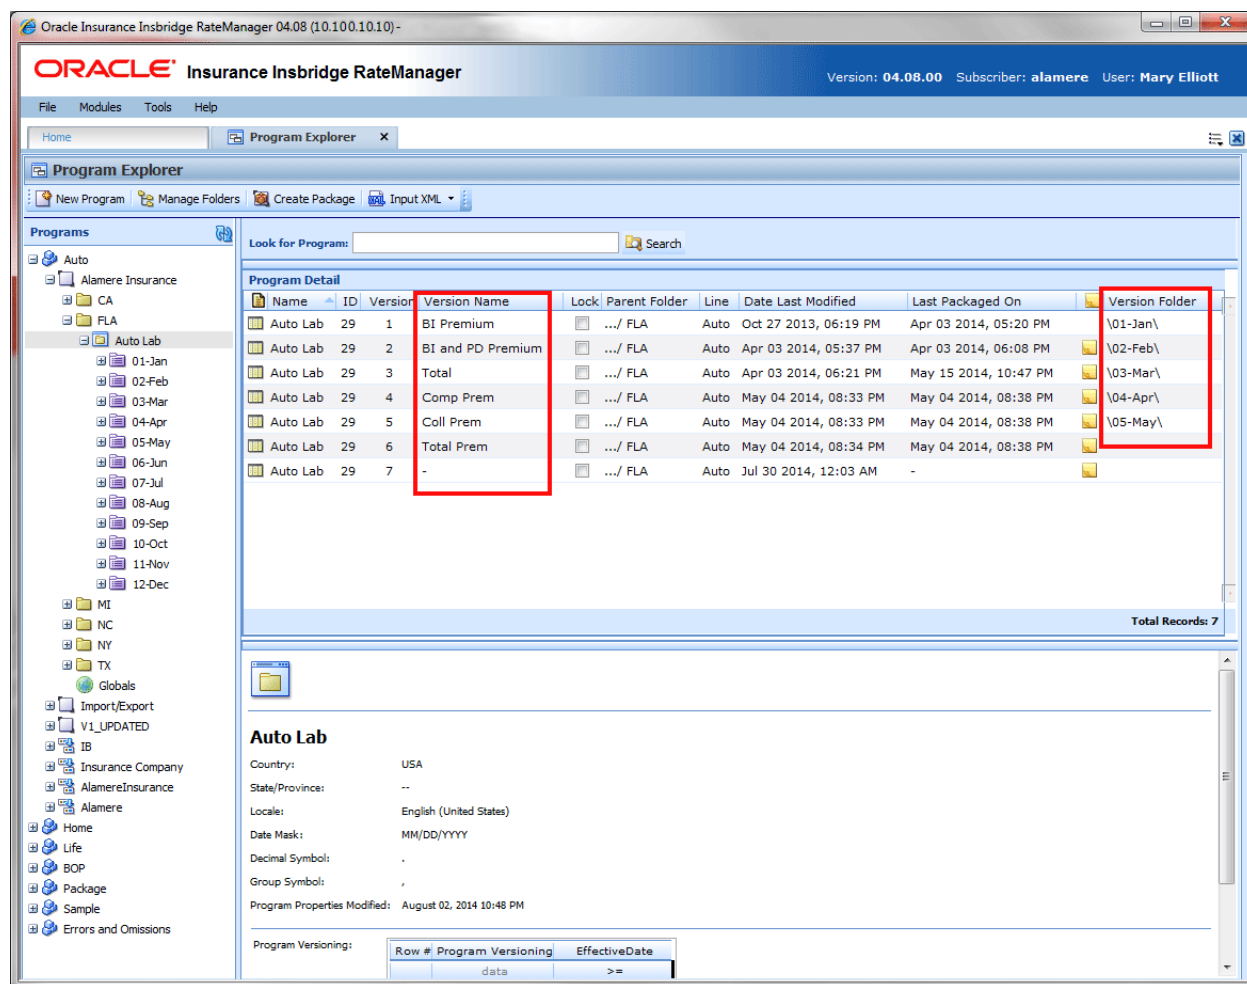 Oracle Insurance Insbridge RateManager 04.08 (10.100.10.10) -
ORACLE Insurance Insbridge RateManager
Version: 04.08.00 Subscriber: alamere User: Mary Elliott
File Modules Tools Help
Home Program Explorer x
Program Explorer
New Program Manage Folders Create Package Input XML
Programs
Look for Program: Search
Auto
Alamere Insurance
CA
FLA
Auto Lab
01-Jan
02-Feb
03-Mar
04-Apr
05-May
06-Jun
07-Jul
08-Aug
09-Sep
10-Oct
11-Nov
12-Dec
MI
NC
NY
TX
Globals
Import/Export
V1_UPDATED
IB
Insurance Company
AlamereInsurance
Alamere
Home
Life
BOP
Package
Sample
Errors and Omissions
Program Detail
Name ID Version Version Name Lock Parent Folder Line Date Last Modified Last Packaged On Version Folder
Auto Lab 29 1 BI Premium .../ FLA Auto Oct 27 2013, 06:19 PM Apr 03 2014, 05:20 PM \01-Jan\
Auto Lab 29 2 BI and PD Premium .../ FLA Auto Apr 03 2014, 05:37 PM Apr 03 2014, 06:08 PM \02-Feb\
Auto Lab 29 3 Total .../ FLA Auto Apr 03 2014, 06:21 PM May 15 2014, 10:47 PM \03-Mar\
Auto Lab 29 4 Comp Prem .../ FLA Auto May 04 2014, 08:33 PM May 04 2014, 08:38 PM \04-Apr\
Auto Lab 29 5 Coll Prem .../ FLA Auto May 04 2014, 08:33 PM May 04 2014, 08:38 PM \05-May\
Auto Lab 29 6 Total Prem .../ FLA Auto May 04 2014, 08:34 PM May 04 2014, 08:38 PM
Auto Lab 29 7 - .../ FLA Auto Jul 30 2014, 12:03 AM -
Total Records: 7
Auto Lab
Country: USA
State/Province: --
Locale: English (United States)
Date Mask: MM/DD/YYYY
Decimal Symbol: .
Group Symbol: ,
Program Properties Modified: August 02, 2014 10:48 PM
Program Versioning:
Row # Program Versioning EffectiveDate
data >=